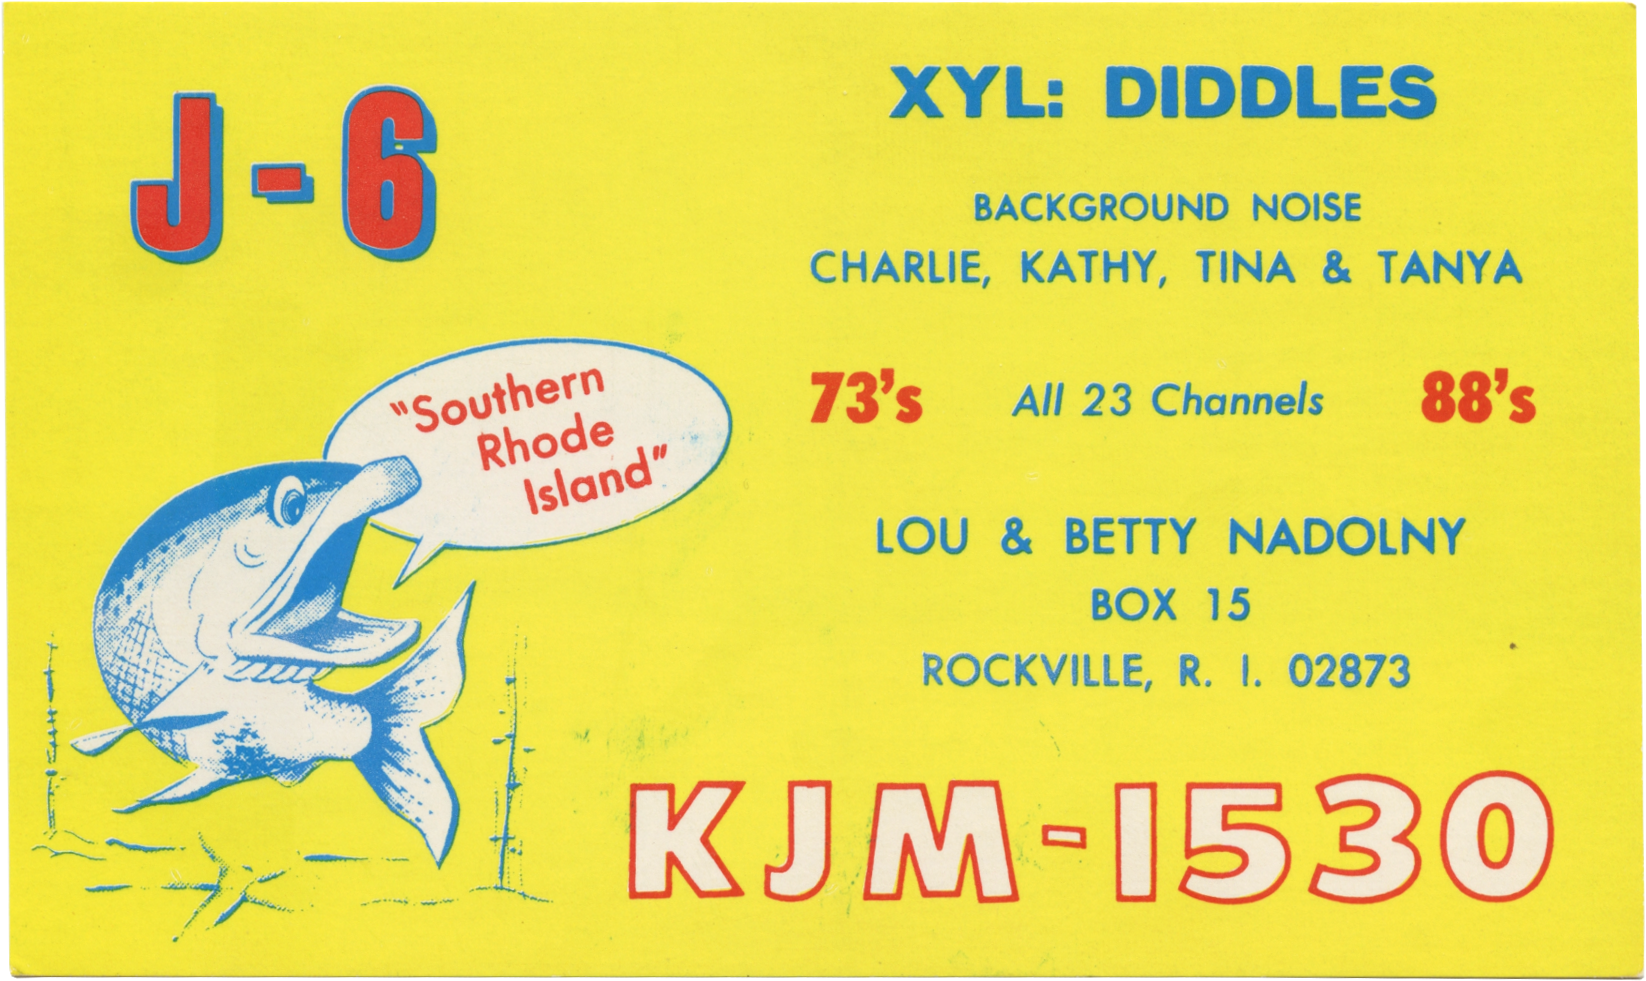 J-6
XYL: DIDDLES
BACKGROUND NOISE
CHARLIE, KATHY, TINA & TANYA
73's All 23 Channels 88's
"Southern
Rhode
Island"
LOU & BETTY NADOLNY
BOX 15
ROCKVILLE, R. I. 02873
KJM-1530